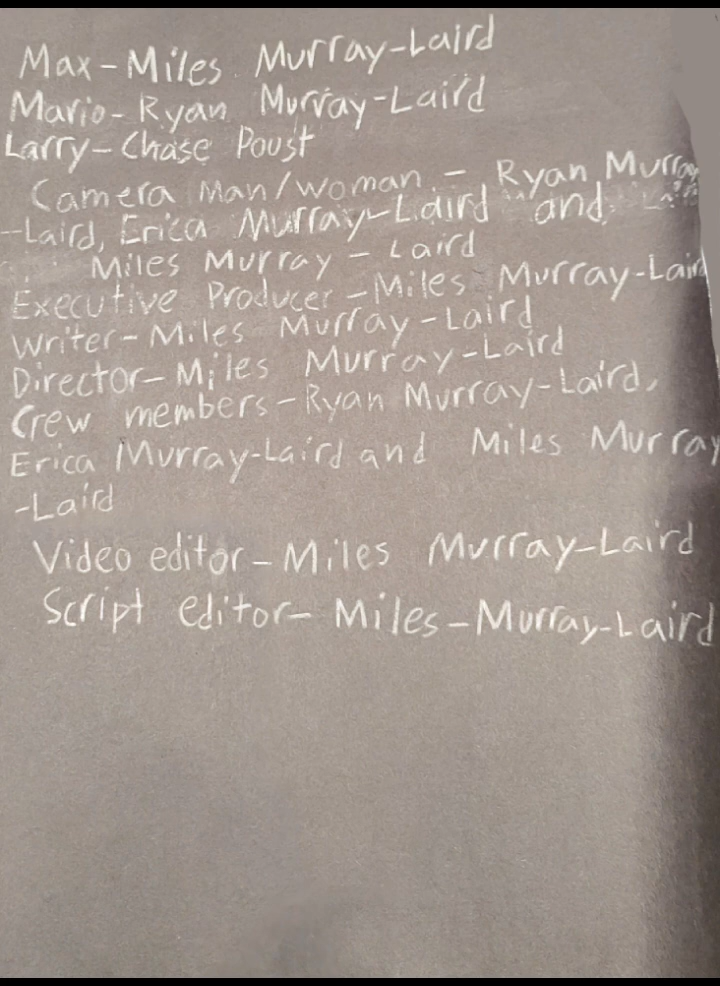 Max-Miles Murray-Laird
Mario-Ryan Murray-Laird
Larry-Chase Poust
Camera Man/woman - Ryan Murray
-Laird, Erica Murray-Laird and
Miles Murray - Laird
Executive Producer-Miles Murray-Laird
Writer-Miles Murray-Laird
Director-Miles Murray-Laird
Crew members-Ryan Murray-Laird,
Erica Murray-Laird and Miles Murray
-Laird
Video editor-Miles Murray-Laird
Script editor-Miles-Murray-Laird